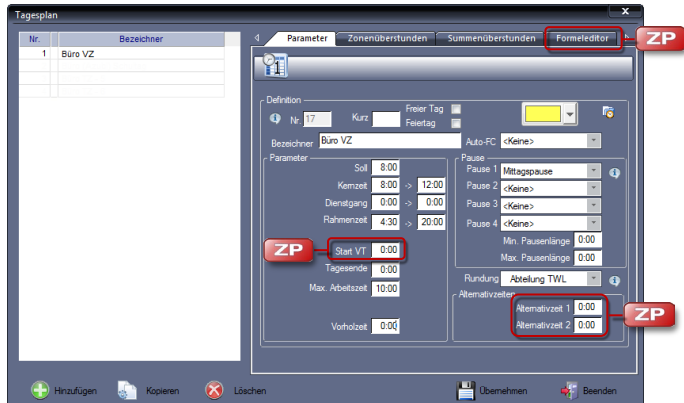 Tagesplan
x
Nr. Bezeichner
1 Büro VZ
Parameter Zonenüberstunden Summenüberstunden Formeleditor
ZP
1
Definition
Nr. 17 Kurz Freier Tag
Feiertag
Bezeichner Büro VZ Auto-FC <Keine>
Parameter
Soll 8:00
Kernzeit 8:00 -> 12:00
Dienstgang 0:00 -> 0:00
Rahmenzeit 4:30 -> 20:00
ZP
Start VT 0:00
Tagesende 0:00
Max. Arbeitszeit 10:00
Vorholzeit 0:00
Pause
Pause 1 Mittagspause
Pause 2 <Keine>
Pause 3 <Keine>
Pause 4 <Keine>
Min. Pausenlänge 0:00
Max. Pausenlänge 0:00
Rundung Abteilung TWL
Alternativzeiten
Alternativzeit 1 0:00
Alternativzeit 2 0:00
ZP
Hinzufügen Kopieren Löschen Übernehmen Beenden